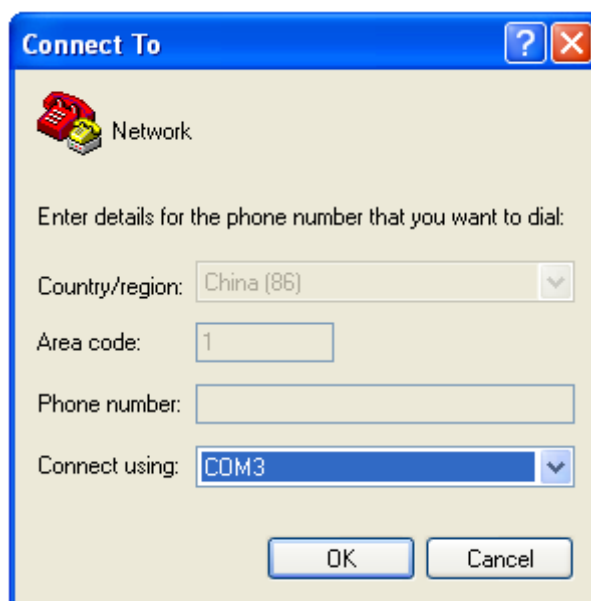 Connect To
Network
Enter details for the phone number that you want to dial:
Country/region: China (86)
Area code: 1
Phone number:
Connect using: COM3
OK Cancel